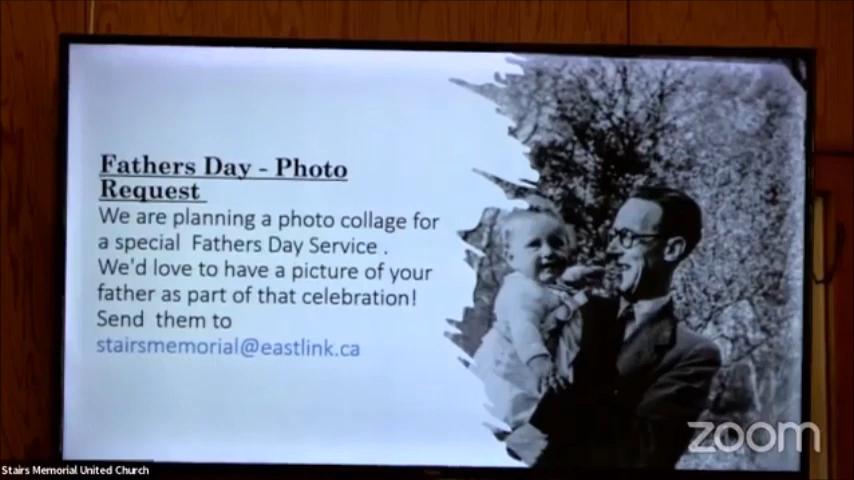 Fathers Day - Photo
Request
We are planning a photo collage for
a special Fathers Day Service .
We'd love to have a picture of your
father as part of that celebration!
Send them to
stairsmemorial@eastlink.ca
zoom
Stairs Memorial United Church